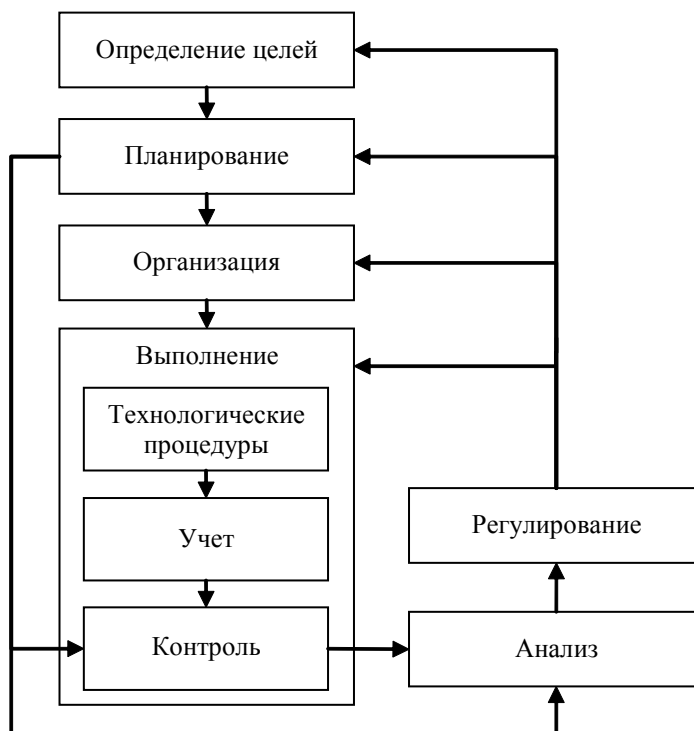 Определение целей
Планирование
Организация
Выполнение
Технологические
процедуры
Учет
Регулирование
Контроль
Анализ